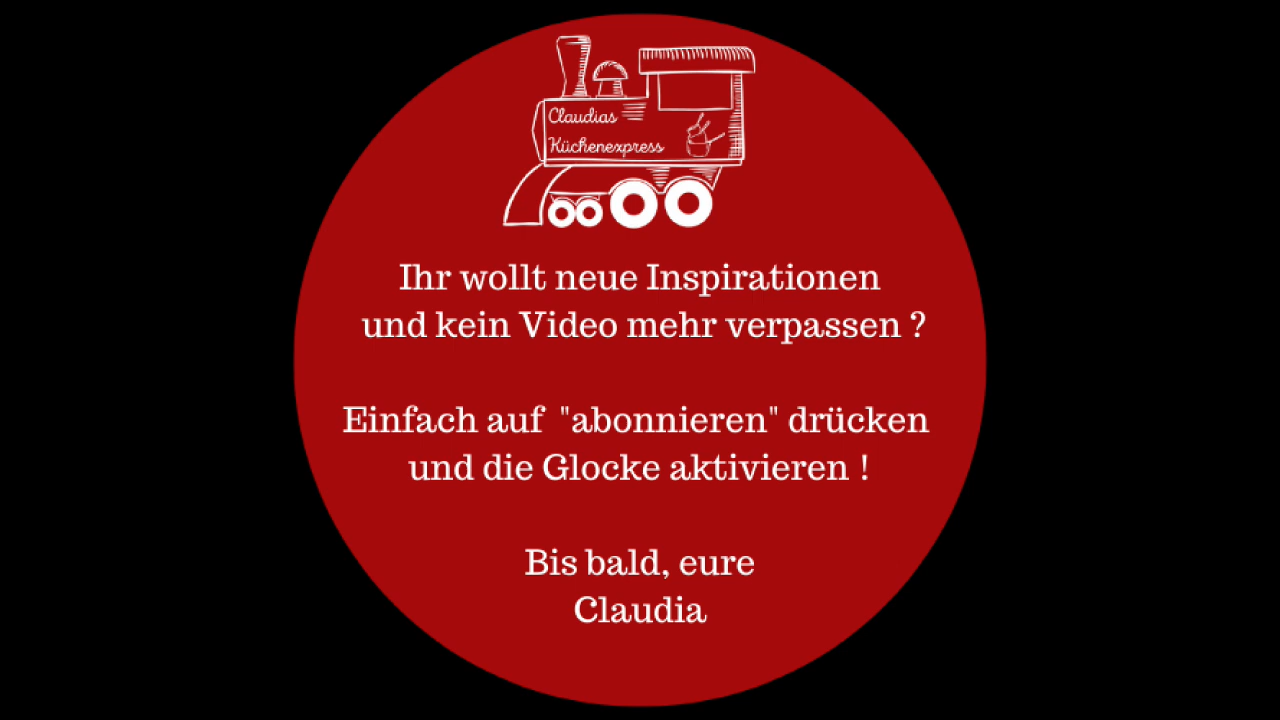 Claudias
Küchenexpress
Ihr wollt neue Inspirationen
und kein Video mehr verpassen ?
Einfach auf "abonnieren" drücken
und die Glocke aktivieren !
Bis bald, eure
Claudia